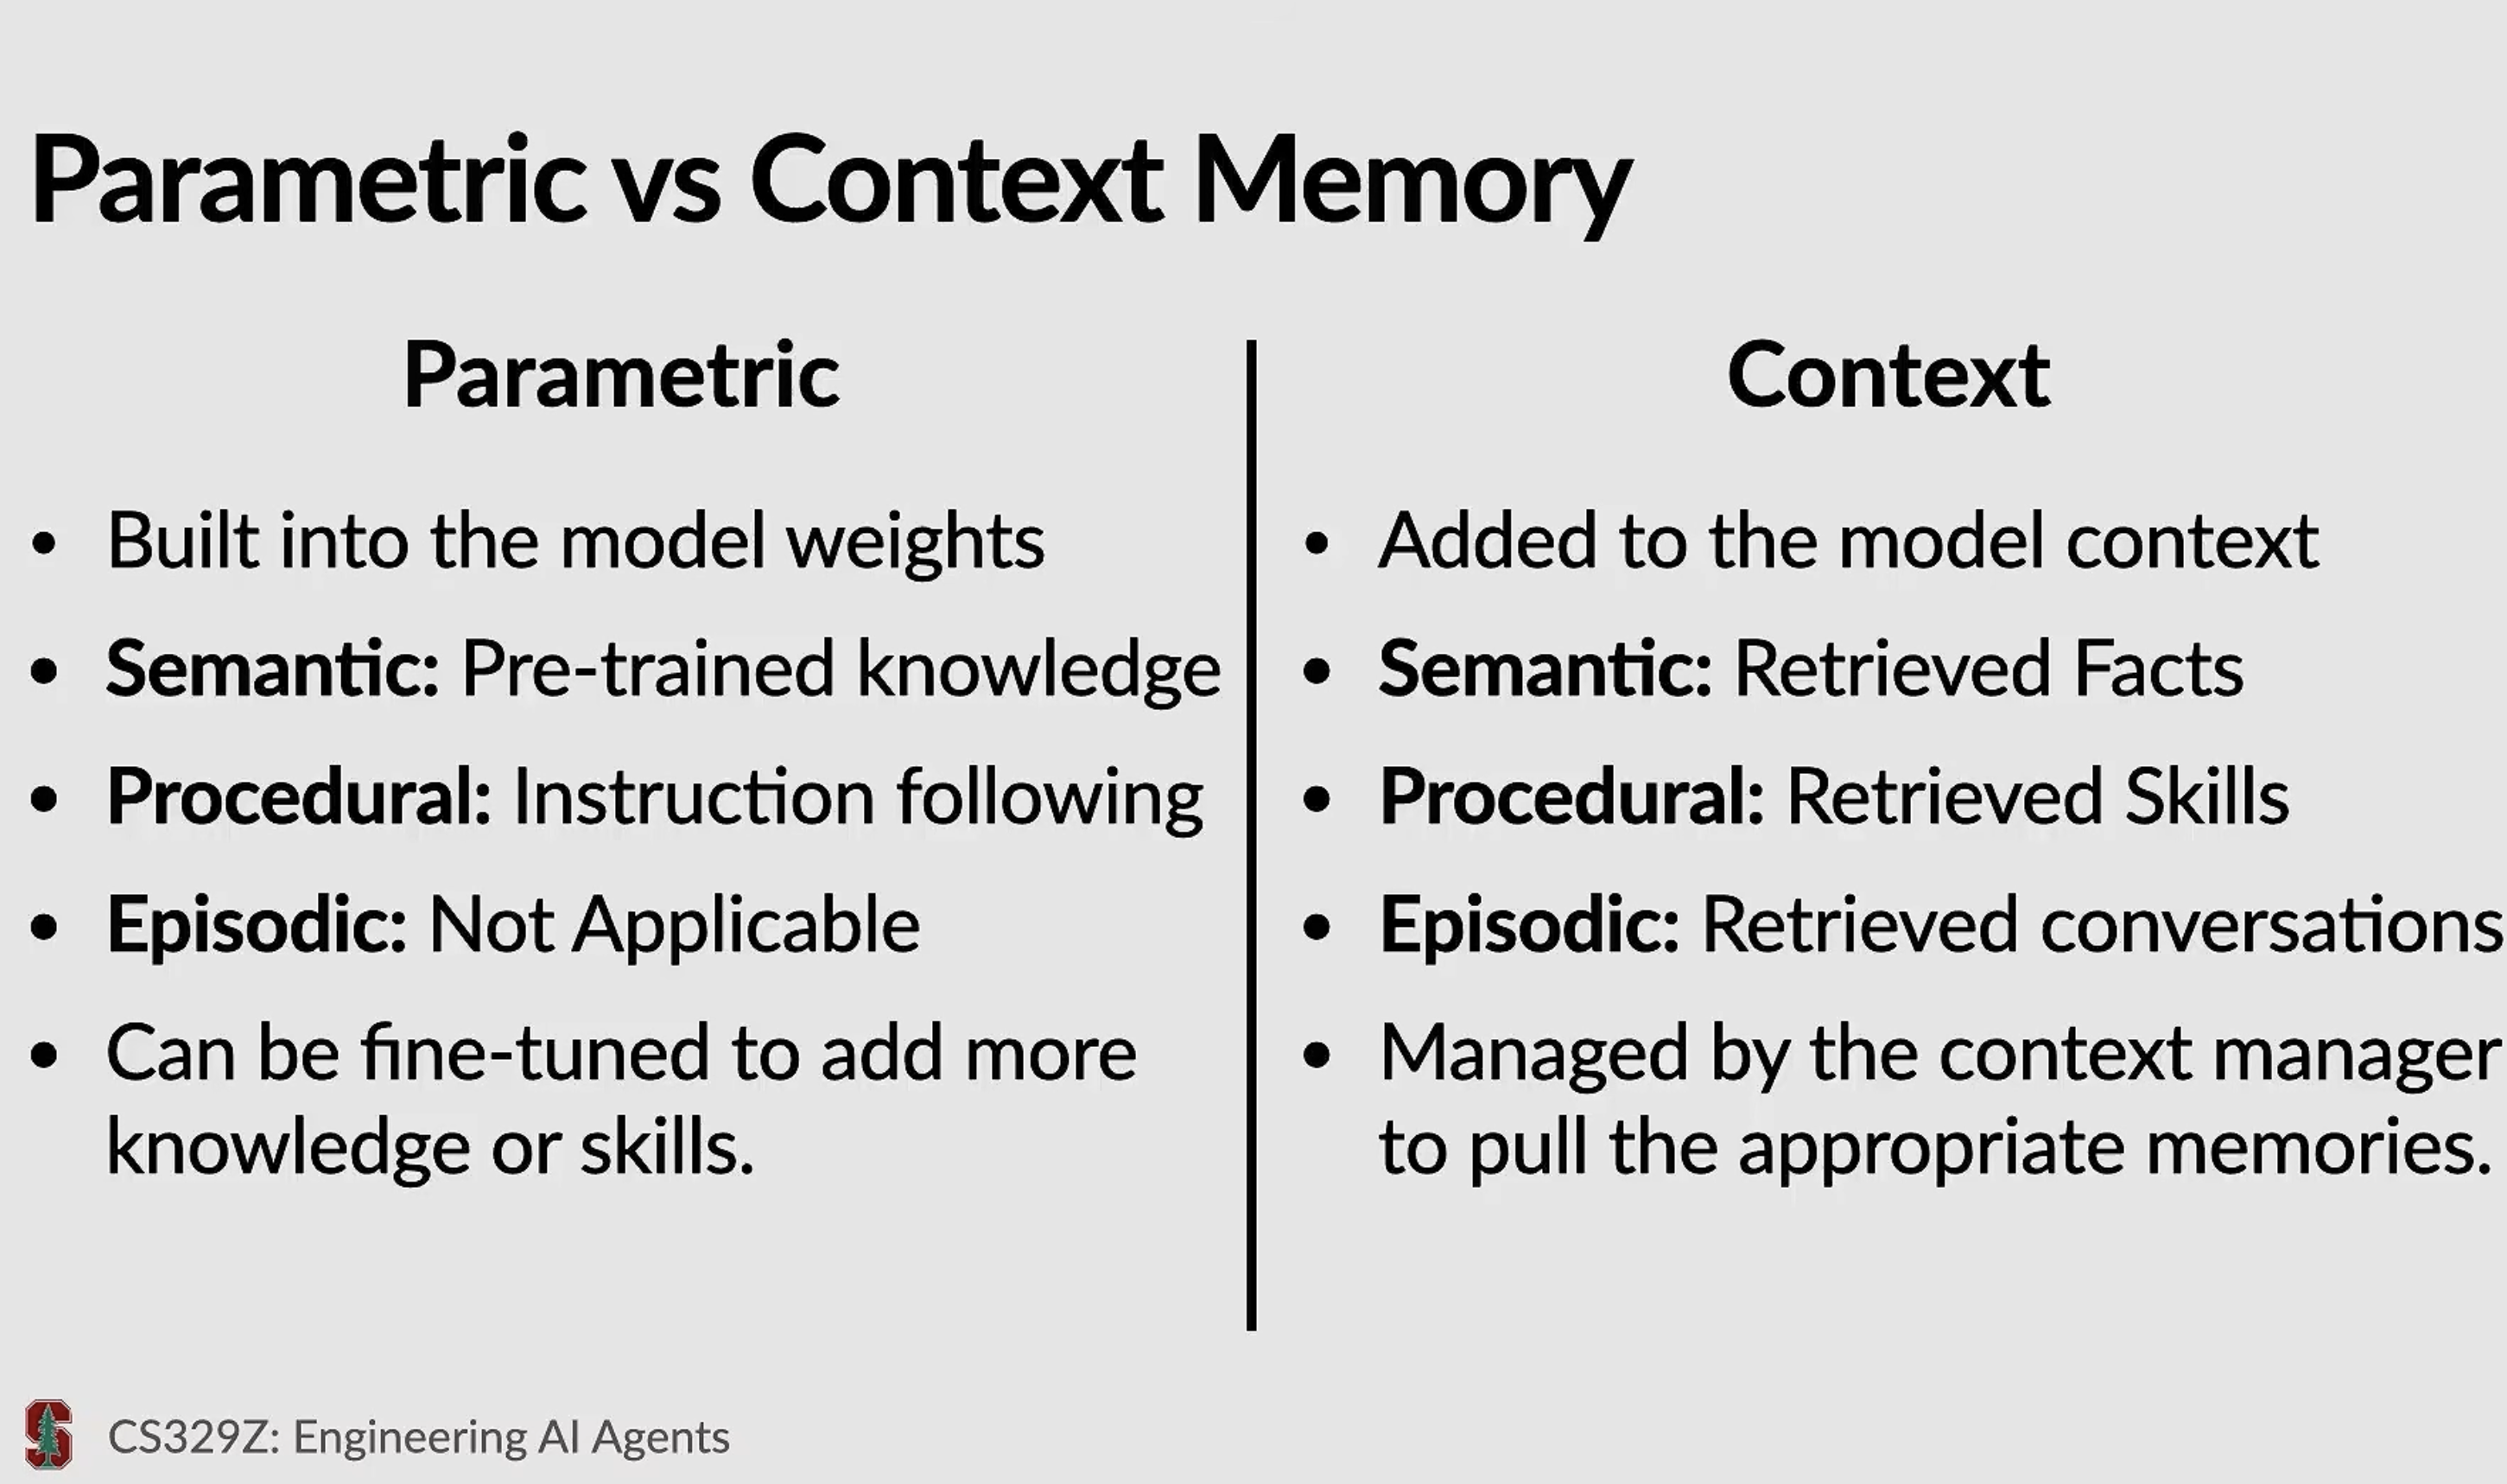 Parametric vs Context Memory
Parametric
• Built into the model weights
• Semantic: Pre-trained knowledge
• Procedural: Instruction following
• Episodic: Not Applicable
• Can be fine-tuned to add more
knowledge or skills.
Context
• Added to the model context
• Semantic: Retrieved Facts
• Procedural: Retrieved Skills
• Episodic: Retrieved conversations
• Managed by the context manager
to pull the appropriate memories.
S
CS329Z: Engineering AI Agents